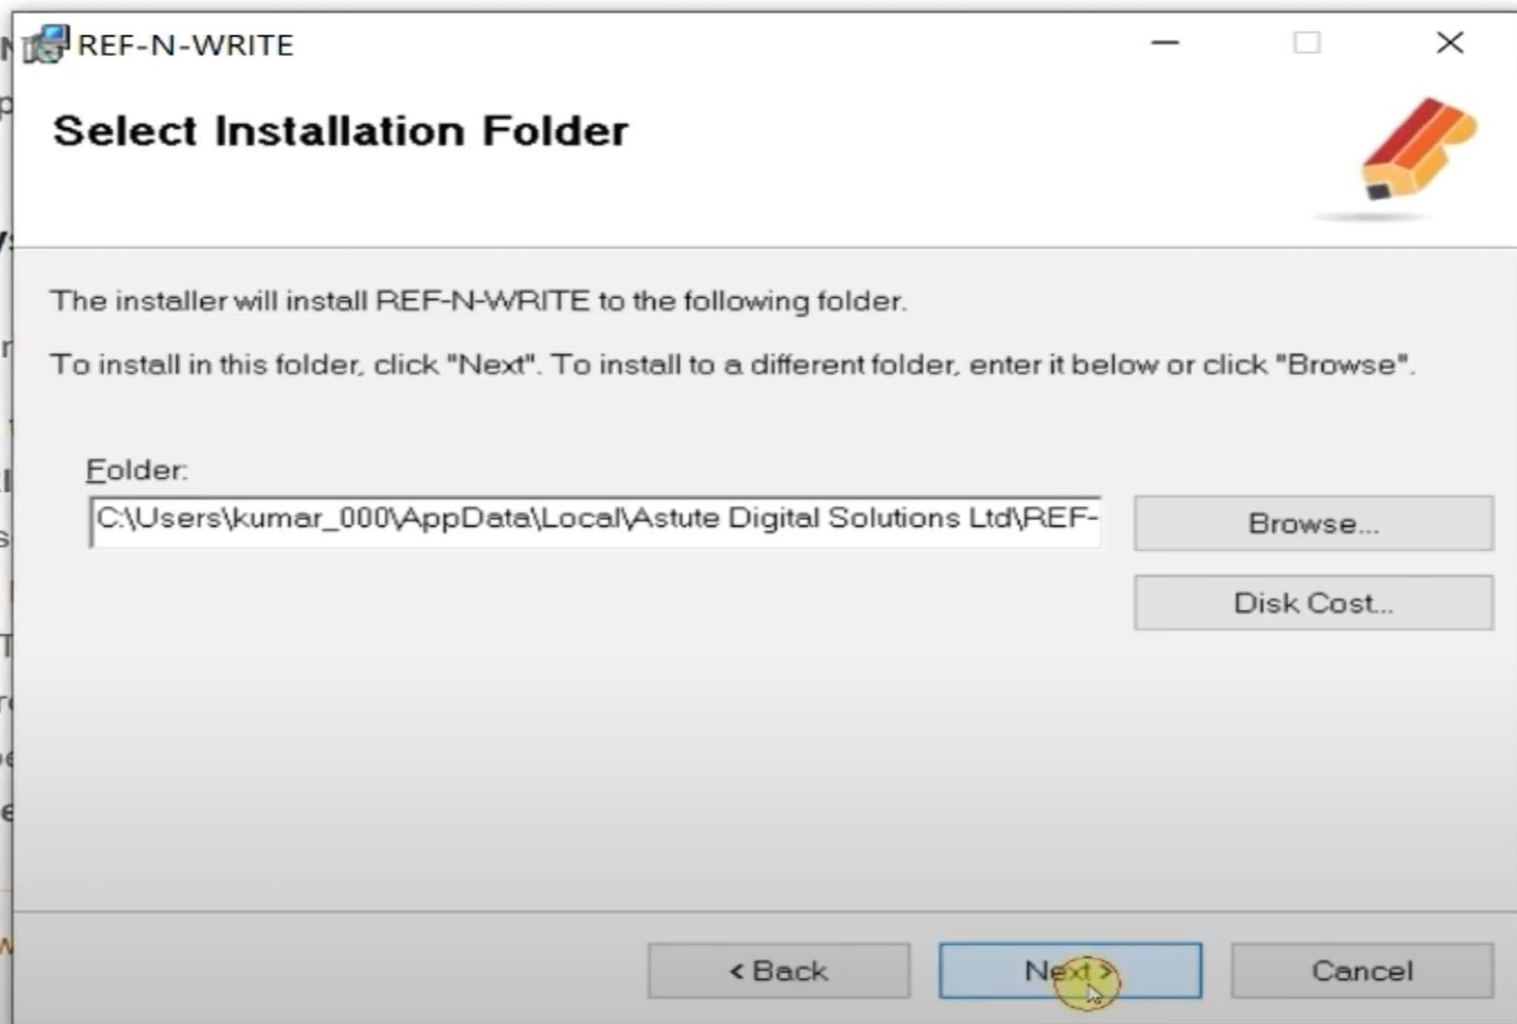 REF-N-WRITE
Select Installation Folder
The installer will install REF-N-WRITE to the following folder.
To install in this folder, click "Next". To install to a different folder, enter it below or click "Browse".
Folder:
C:\Users\kumar_000\AppData\Local\Astute Digital Solutions Ltd\REF-
Browse...
Disk Cost...
< Back
Next >
Cancel